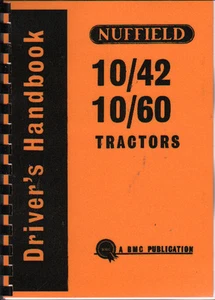 Driver's Handbook
NUFFIELD
10/42
10/60
TRACTORS
A BMC PUBLICATION